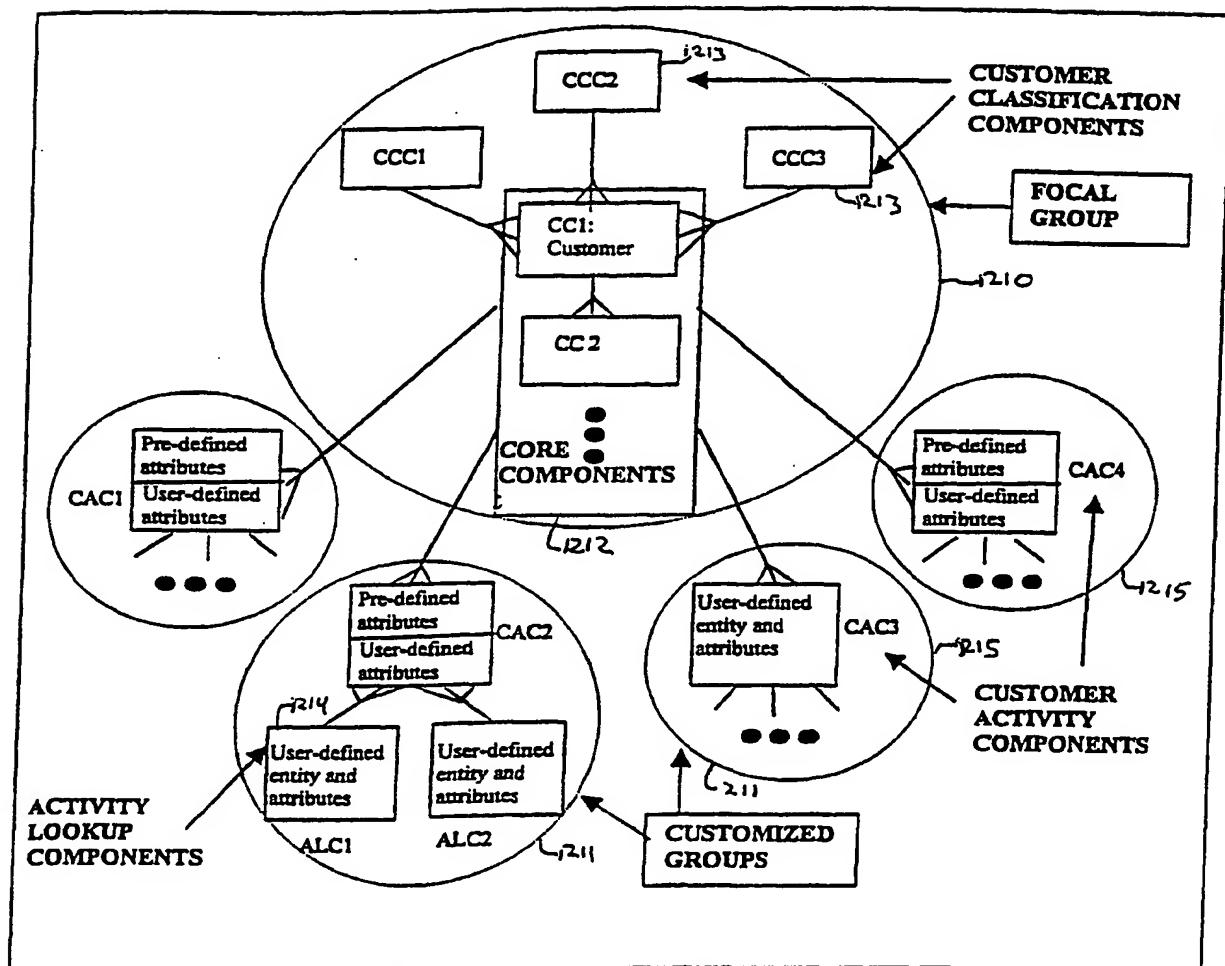 1213
CCC2
CUSTOMER
CLASSIFICATION
COMPONENTS
CCC1
CCC3
1213
FOCAL
GROUP
CC1:
Customer
1210
CC 2
CORE
COMPONENTS
1212
CAC1
Pre-defined
attributes
User-defined
attributes
Pre-defined
attributes
User-defined
attributes
CAC4
1215
Pre-defined
attributes
User-defined
attributes
CAC2
User-defined
entity and
attributes
CAC3
1215
CUSTOMER
ACTIVITY
COMPONENTS
1214
User-defined
entity and
attributes
User-defined
entity and
attributes
1211
ACTIVITY
LOOKUP
COMPONENTS
ALC1
ALC2
1211
CUSTOMIZED
GROUPS